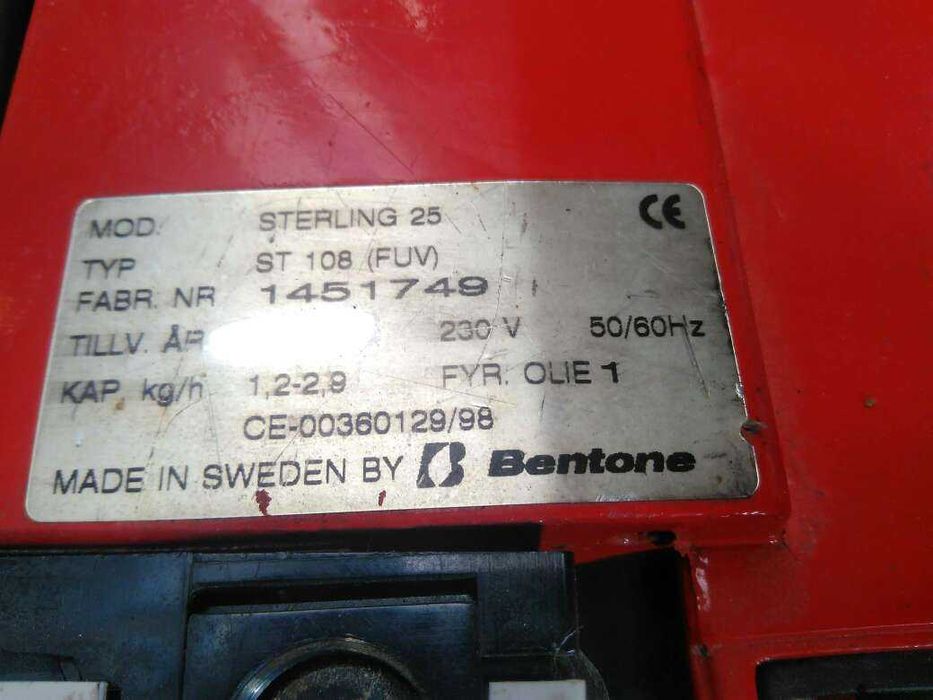 MOD. STERLING 25 CE
TYP ST 108 (FUV)
FABR. NR 1451749
TILLV. ÅR 230 V 50/60Hz
KAP. kg/h 1,2-2,9 FYR. OLIE 1
CE-00360129/98
MADE IN SWEDEN BY B Bentone